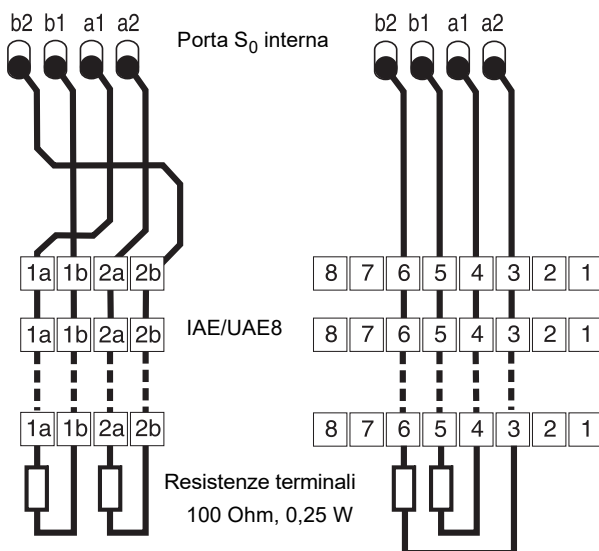 b2 b1 a1 a2 Porta S0 interna b2 b1 a1 a2
1a 1b 2a 2b 8 7 6 5 4 3 2 1
1a 1b 2a 2b IAE/UAE8 8 7 6 5 4 3 2 1
1a 1b 2a 2b 8 7 6 5 4 3 2 1
Resistenze terminali
100 Ohm, 0,25 W